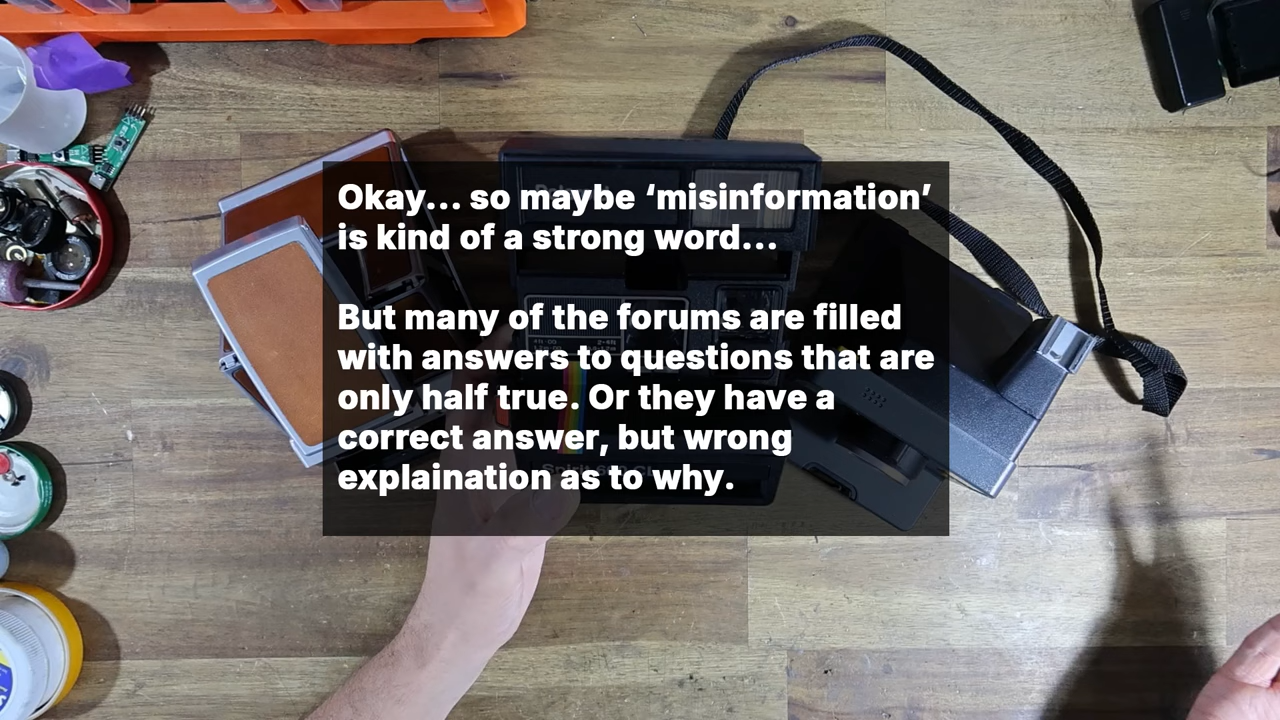 Okay... so maybe ‘misinformation’
is kind of a strong word...
But many of the forums are filled
with answers to questions that are
only half true. Or they have a
correct answer, but wrong
explaination as to why.